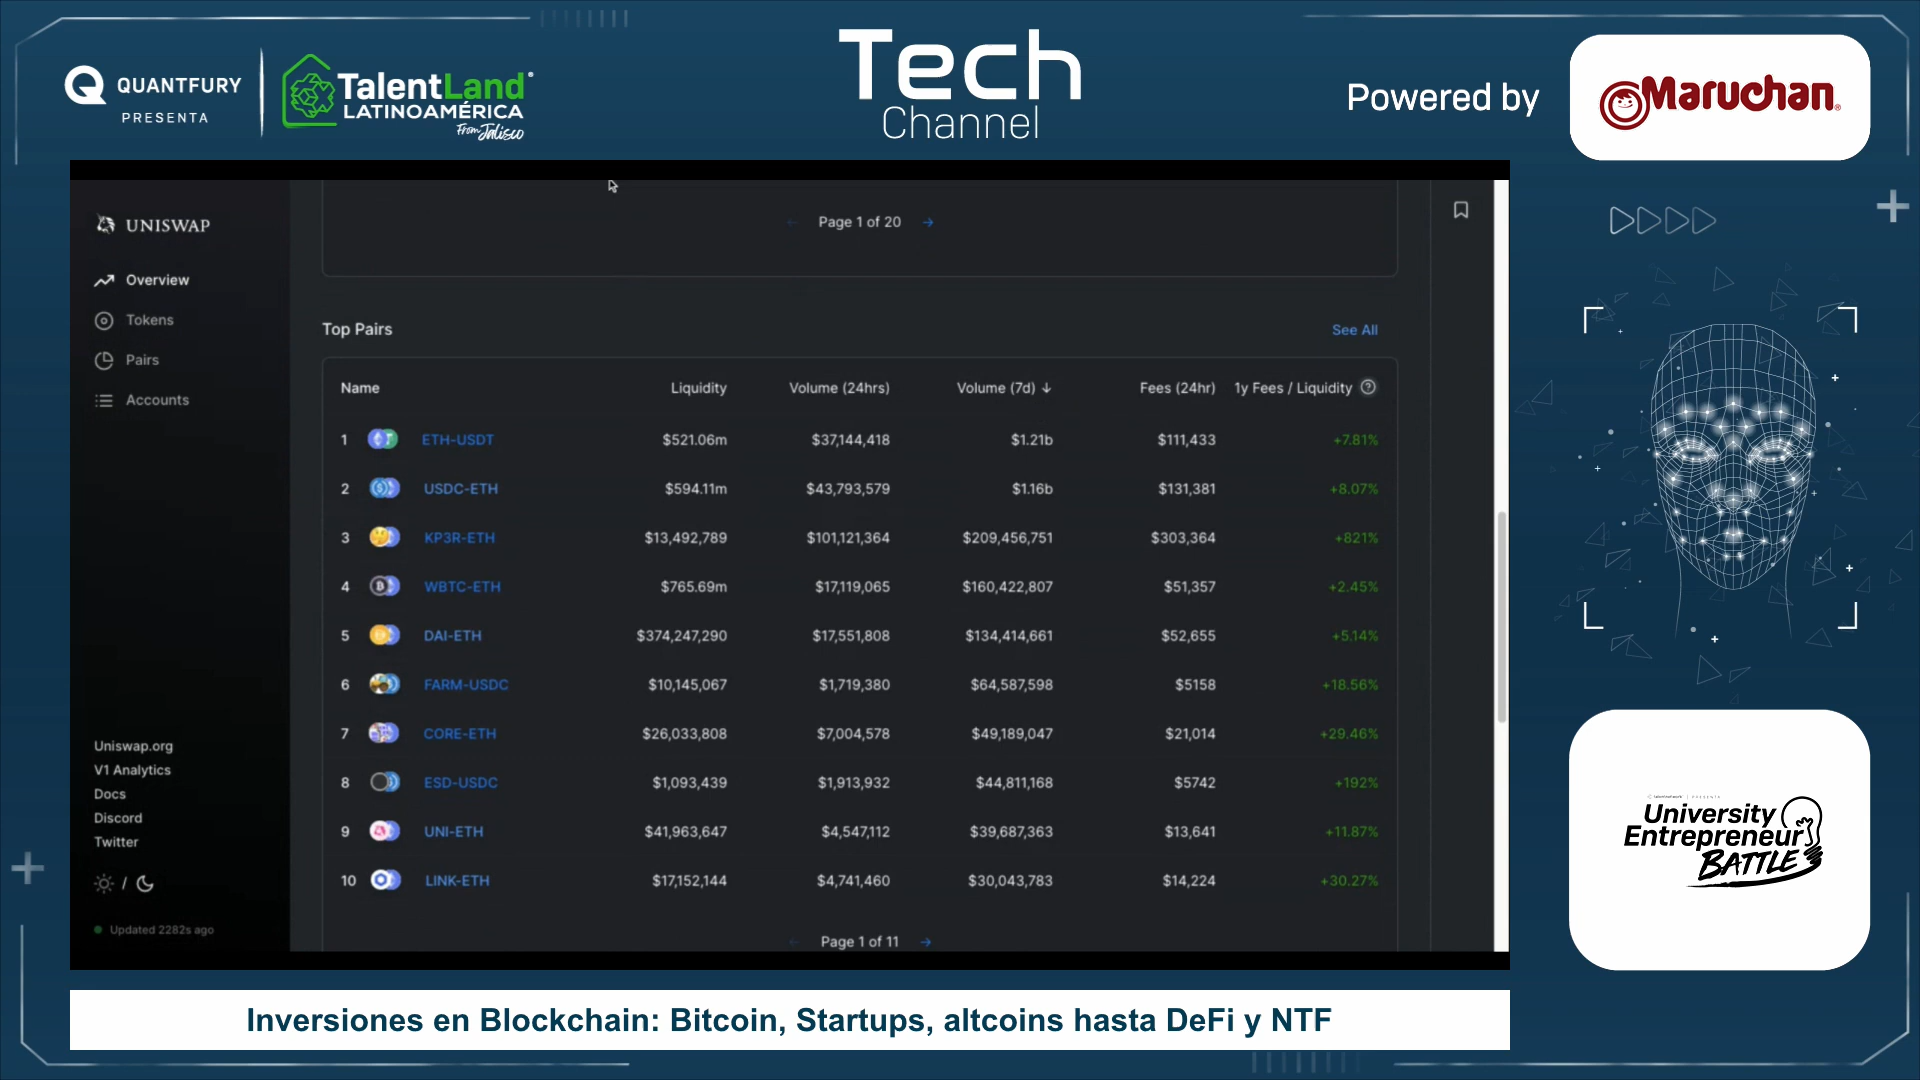 QUANTFURY
PRESENTA
TalentLand
LATINOAMÉRICA
From Jalisco
Tech
Channel
Powered by
Maruchan
UNISWAP
Overview
Tokens
Pairs
Accounts
Uniswap.org
V1 Analytics
Docs
Discord
Twitter
/
Updated 2282s ago
← Page 1 of 20 →
Top Pairs See All
Name Liquidity Volume (24hrs) Volume (7d) ↓ Fees (24hr) 1y Fees / Liquidity ?
1 ETH-USDT $521.06m $37,144,418 $1.21b $111,433 +7.81%
2 USDC-ETH $594.11m $43,793,579 $1.16b $131,381 +8.07%
3 KP3R-ETH $13,492,789 $101,121,364 $209,456,751 $303,364 +821%
4 WBTC-ETH $765.69m $17,119,065 $160,422,807 $51,357 +2.45%
5 DAI-ETH $374,247,290 $17,551,808 $134,414,661 $52,655 +5.14%
6 FARM-USDC $10,145,067 $1,719,380 $64,587,598 $5158 +18.56%
7 CORE-ETH $26,033,808 $7,004,578 $49,189,047 $21,014 +29.46%
8 ESD-USDC $1,093,439 $1,913,932 $44,811,168 $5742 +192%
9 UNI-ETH $41,963,647 $4,547,112 $39,687,363 $13,641 +11.87%
10 LINK-ETH $17,152,144 $4,741,460 $30,043,783 $14,224 +30.27%
← Page 1 of 11 →
University
Entrepreneur
BATTLE
Inversiones en Blockchain: Bitcoin, Startups, altcoins hasta DeFi y NTF